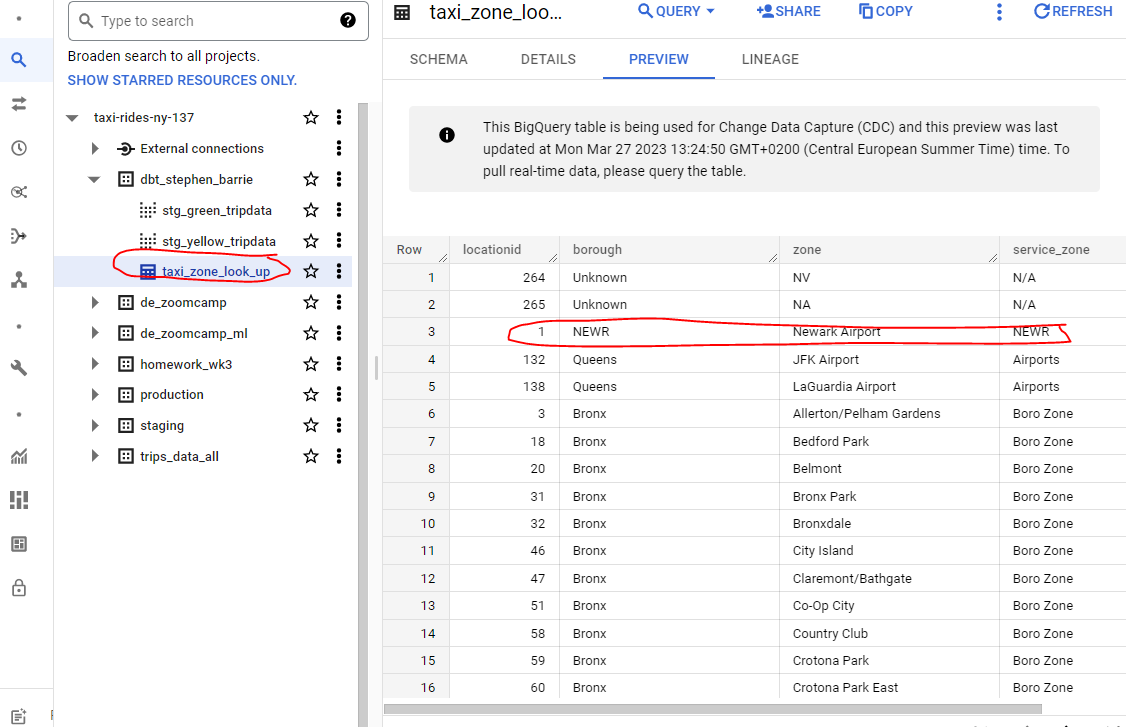 Type to search
?
Broaden search to all projects.
SHOW STARRED RESOURCES ONLY.
taxi-rides-ny-137
External connections
dbt_stephen_barrie
stg_green_tripdata
stg_yellow_tripdata
taxi_zone_look_up
de_zoomcamp
de_zoomcamp_ml
homework_wk3
production
staging
trips_data_all
taxi_zone_loo... QUERY SHARE COPY REFRESH
SCHEMA DETAILS PREVIEW LINEAGE
This BigQuery table is being used for Change Data Capture (CDC) and this preview was last
updated at Mon Mar 27 2023 13:24:50 GMT+0200 (Central European Summer Time) time. To
pull real-time data, please query the table.
Row locationid borough zone service_zone
1 264 Unknown NV N/A
2 265 Unknown NA N/A
3 1 NEWR Newark Airport NEWR
4 132 Queens JFK Airport Airports
5 138 Queens LaGuardia Airport Airports
6 3 Bronx Allerton/Pelham Gardens Boro Zone
7 18 Bronx Bedford Park Boro Zone
8 20 Bronx Belmont Boro Zone
9 31 Bronx Bronx Park Boro Zone
10 32 Bronx Bronxdale Boro Zone
11 46 Bronx City Island Boro Zone
12 47 Bronx Claremont/Bathgate Boro Zone
13 51 Bronx Co-Op City Boro Zone
14 58 Bronx Country Club Boro Zone
15 59 Bronx Crotona Park Boro Zone
16 60 Bronx Crotona Park East Boro Zone